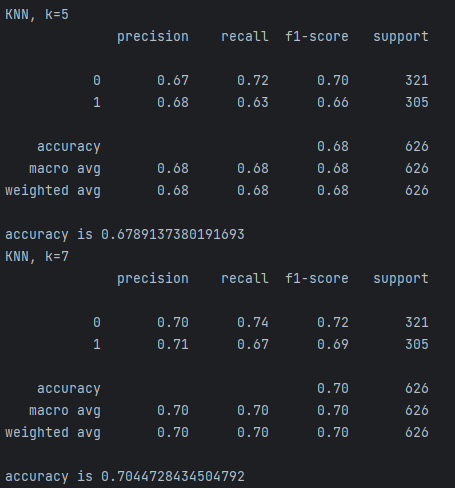 KNN, k=5
precision recall f1-score support
0 0.67 0.72 0.70 321
1 0.68 0.63 0.66 305
accuracy 0.68 626
macro avg 0.68 0.68 0.68 626
weighted avg 0.68 0.68 0.68 626
accuracy is 0.6789137380191693
KNN, k=7
precision recall f1-score support
0 0.70 0.74 0.72 321
1 0.71 0.67 0.69 305
accuracy 0.70 626
macro avg 0.70 0.70 0.70 626
weighted avg 0.70 0.70 0.70 626
accuracy is 0.7044728434504792